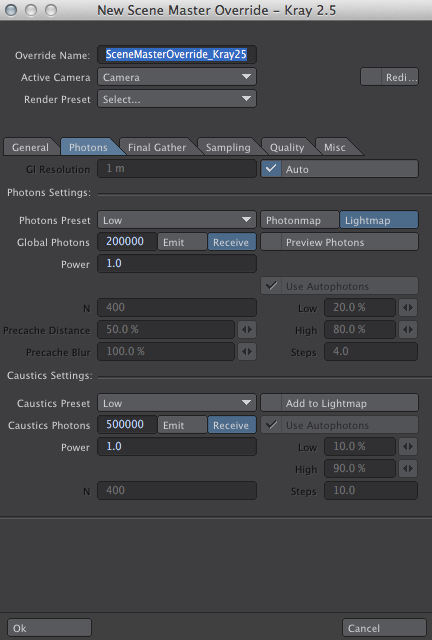 New Scene Master Override – Kray 2.5
Override Name: SceneMasterOverride_Kray25
Active Camera Camera Redi...
Render Preset Select...
General Photons Final Gather Sampling Quality Misc
GI Resolution 1 m Auto
Photons Settings:
Photons Preset Low Photonmap Lightmap
Global Photons 200000 Emit Receive Preview Photons
Power 1.0
Use Autophotons
N 400 Low 20.0 %
Precache Distance 50.0 % High 80.0 %
Precache Blur 100.0 % Steps 4.0
Caustics Settings:
Caustics Preset Low Add to Lightmap
Caustics Photons 500000 Emit Receive Use Autophotons
Power 1.0 Low 10.0 %
High 90.0 %
N 400 Steps 10.0
Ok Cancel